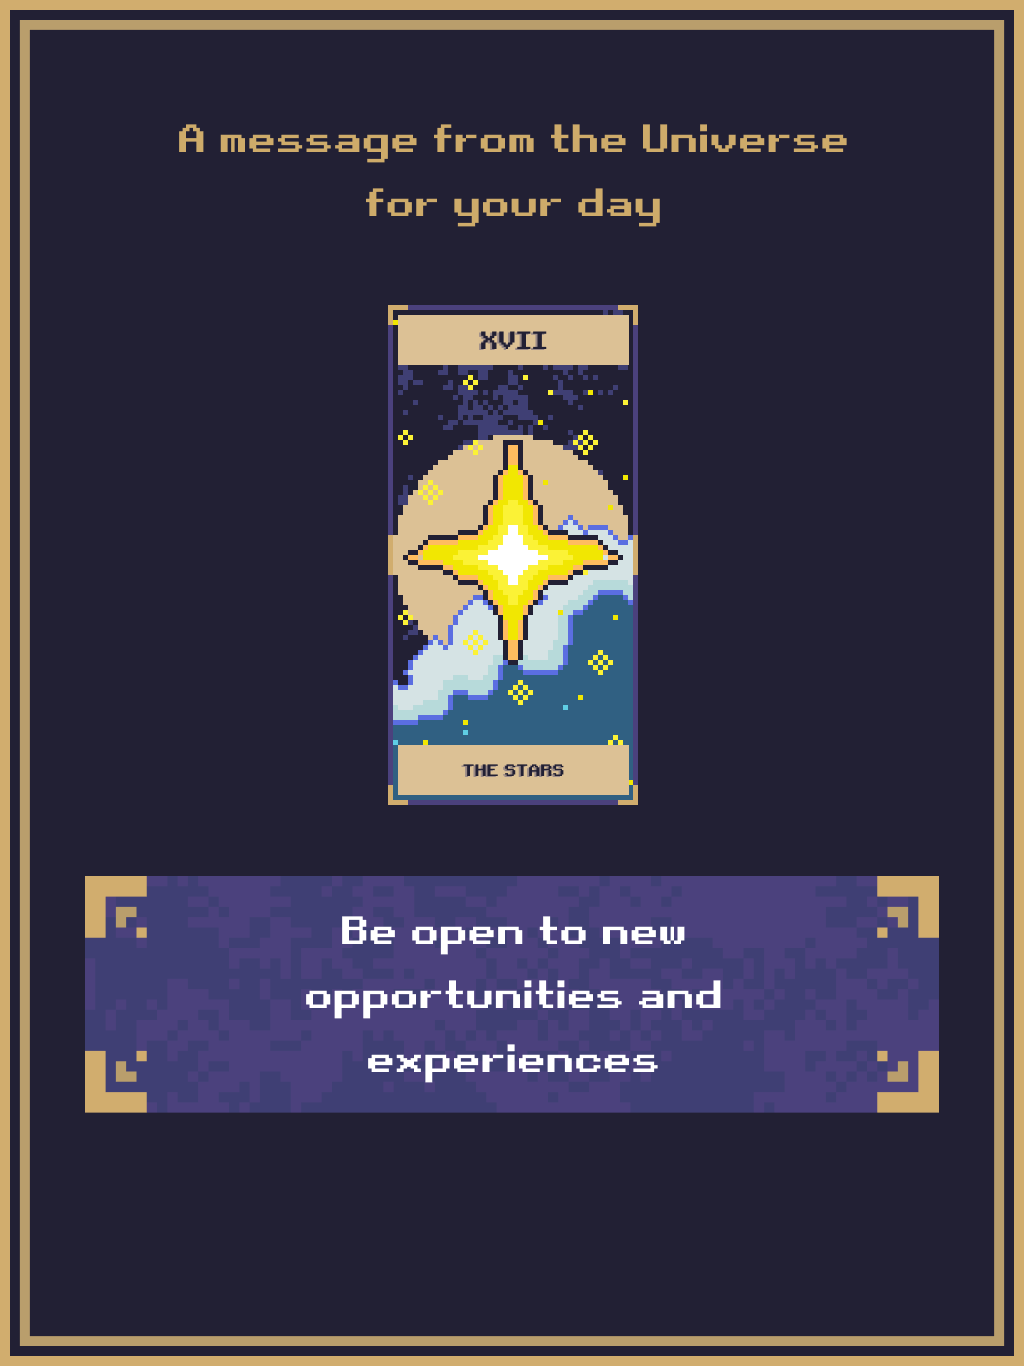 A message from the Universe
for your day
XVII
THE STARS
Be open to new
opportunities and
experiences